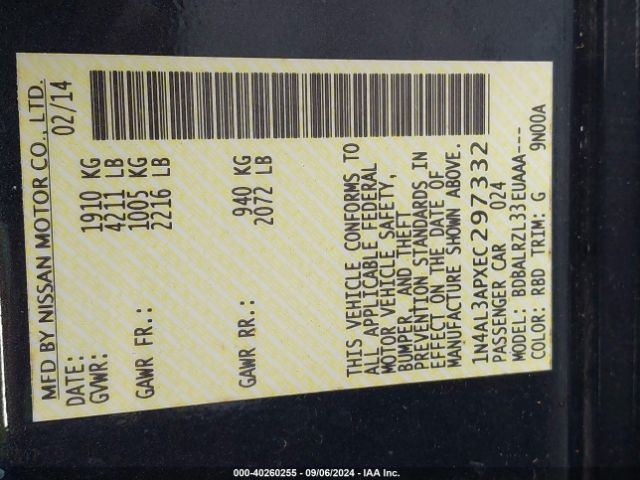 MFD BY NISSAN MOTOR CO., LTD.
DATE: 02/14
GVWR: 1910 KG
4211 LB
GAWR FR.: 1005 KG
2216 LB
GAWR RR.: 940 KG
2072 LB
THIS VEHICLE CONFORMS TO
ALL APPLICABLE FEDERAL
MOTOR VEHICLE SAFETY,
BUMPER, AND THEFT
PREVENTION STANDARDS IN
EFFECT ON THE DATE OF
MANUFACTURE SHOWN ABOVE.
1N4AL3APXEC297332
PASSENGER CAR 024
MODEL: BDBALRZL33EUAAA---
COLOR: RBD TRIM: G 9N00A
000-40260255 - 09/06/2024 - IAA Inc.